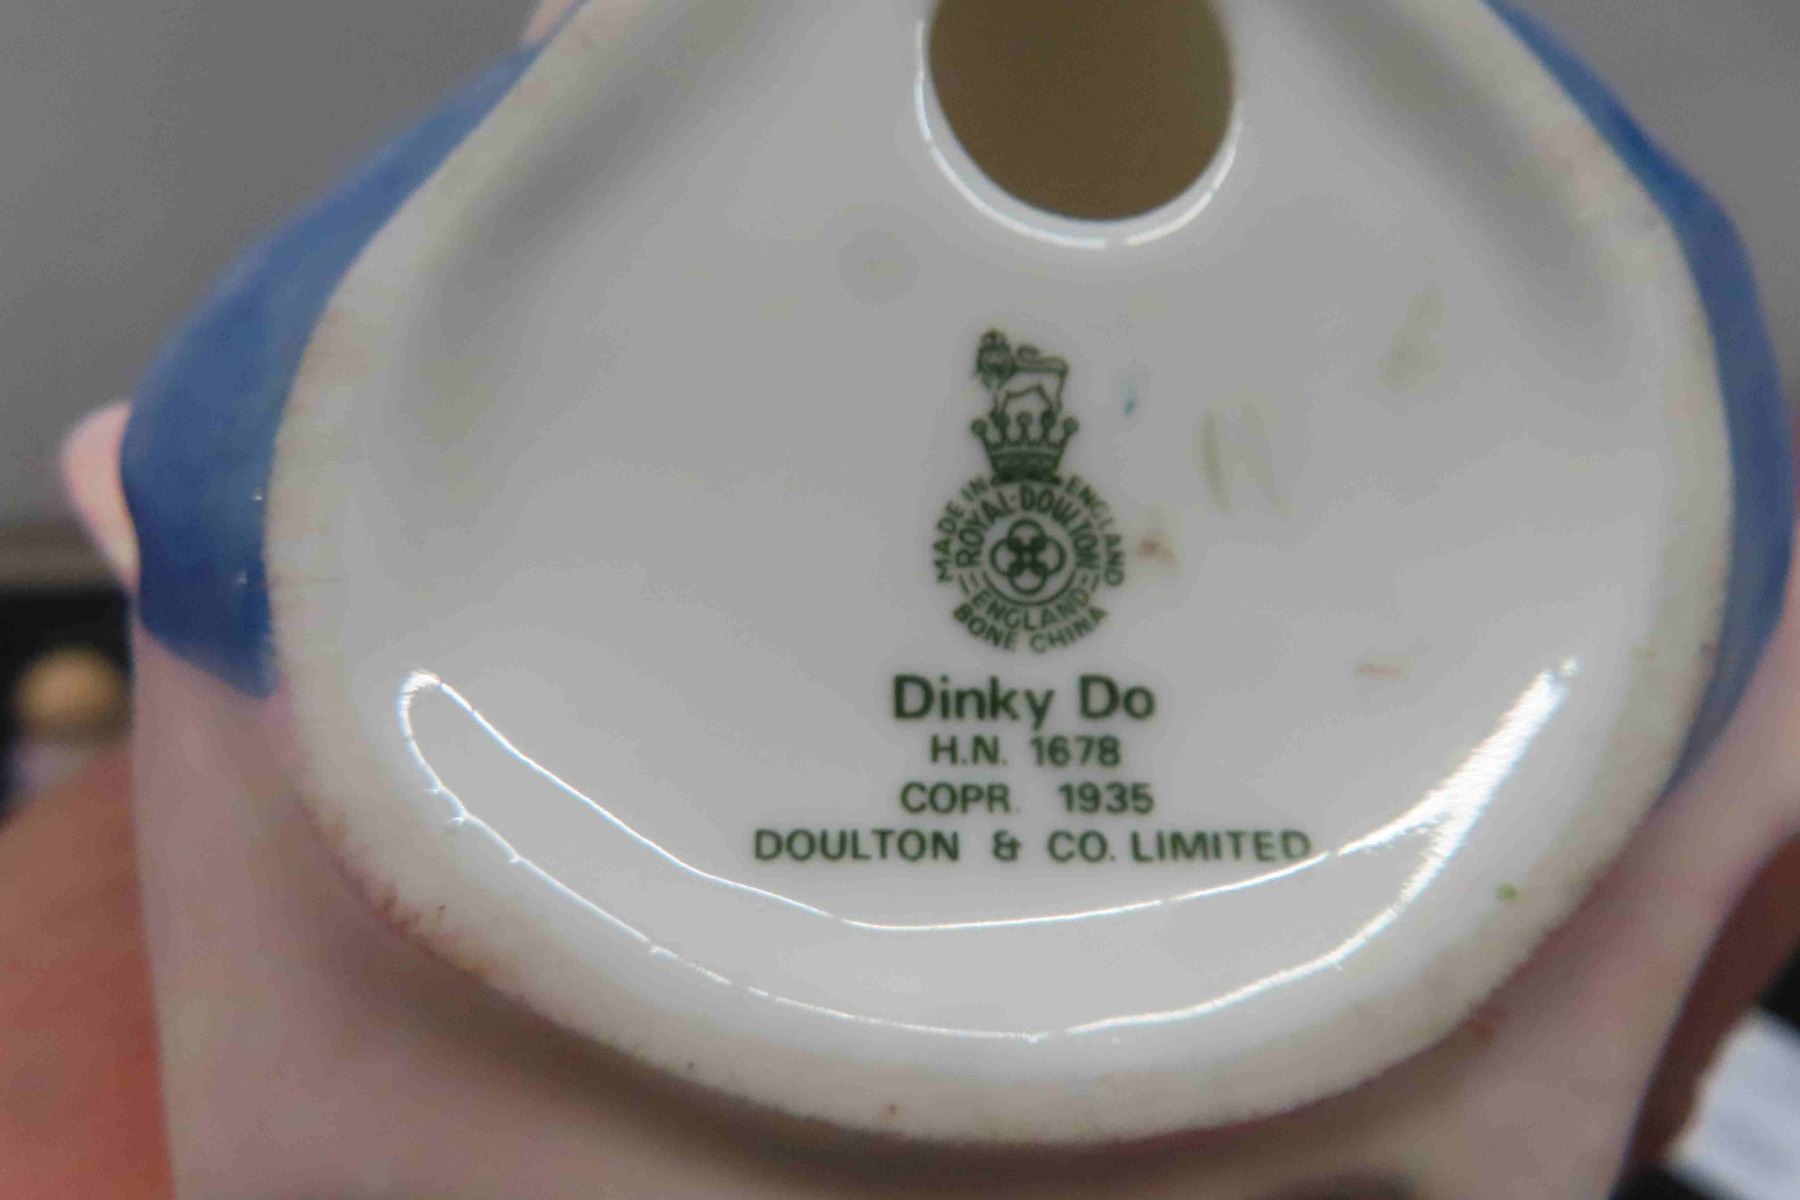 MADE IN ENGLAND
ROYAL·DOULTON
ENGLAND
BONE CHINA
Dinky Do
H.N. 1678
COPR. 1935
DOULTON & CO. LIMITED